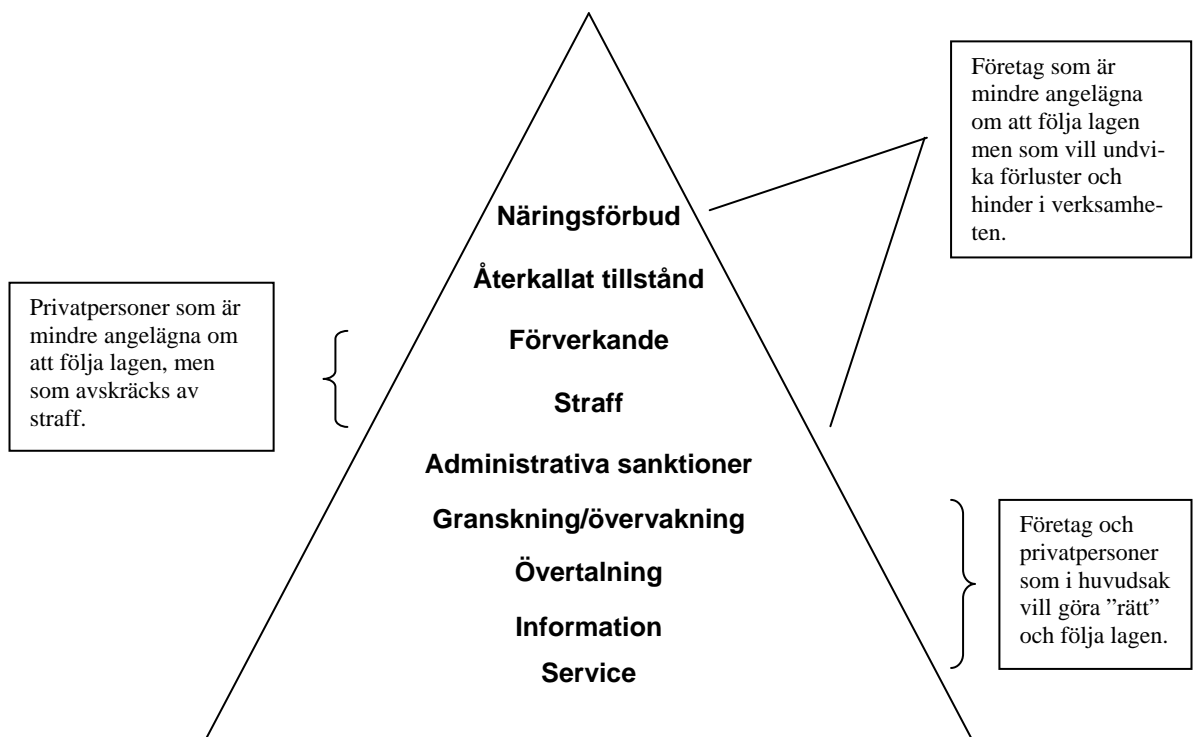 Företag som är
mindre angelägna
om att följa lagen
men som vill undvi-
ka förluster och
hinder i verksamhe-
ten.
Näringsförbud
Återkallat tillstånd
Privatpersoner som är
mindre angelägna om
att följa lagen, men
som avskräcks av
straff.
Förverkande
Straff
Administrativa sanktioner
Granskning/övervakning
Övertalning
Information
Service
Företag och
privatpersoner
som i huvudsak
vill göra ”rätt”
och följa lagen.